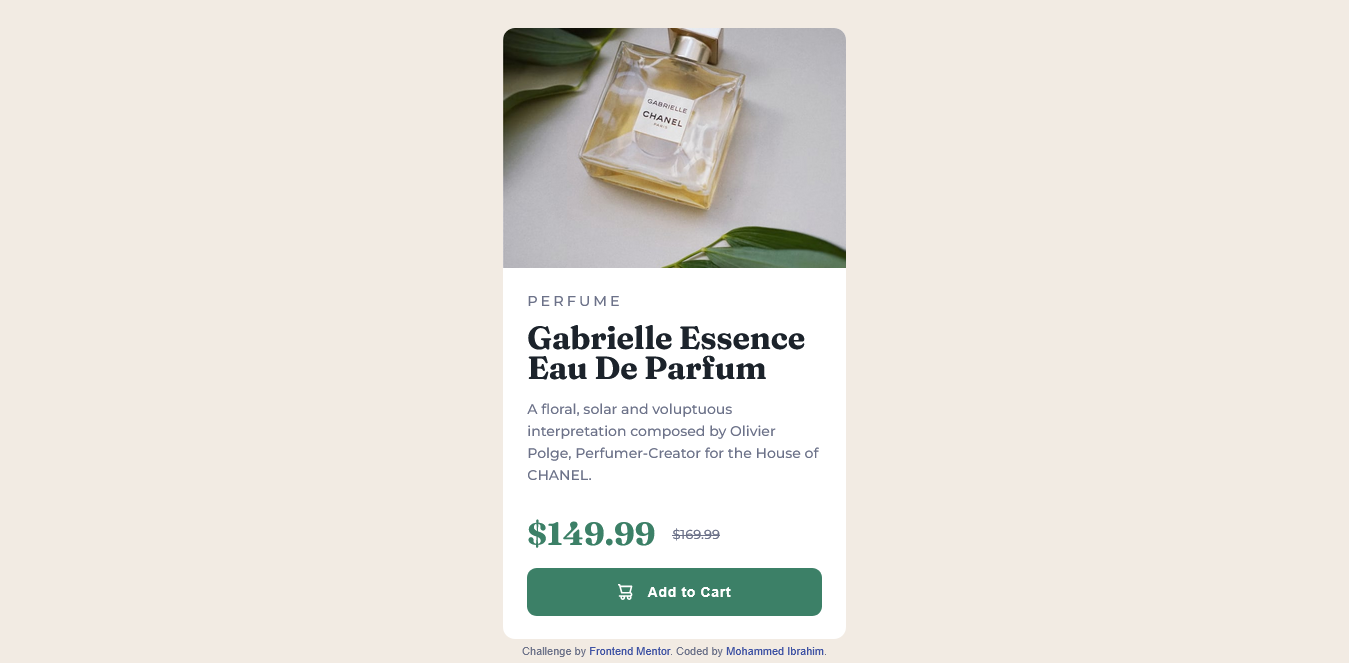 GABRIELLE
CHANEL
PARIS
PERFUME
Gabrielle Essence
Eau De Parfum
A floral, solar and voluptuous
interpretation composed by Olivier
Polge, Perfumer-Creator for the House of
CHANEL.
$149.99 $169.99
Add to Cart
Challenge by Frontend Mentor. Coded by Mohammed Ibrahim.